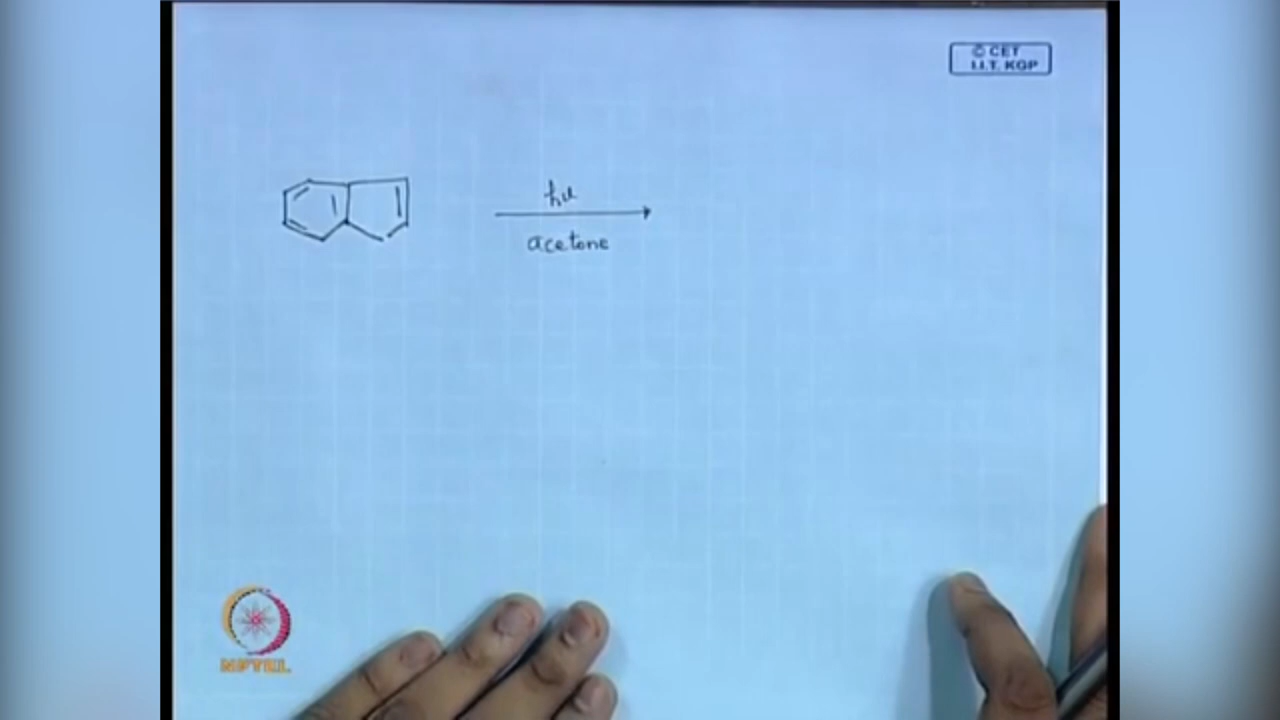 © CET
I.I.T. KGP
hν
acetone
NPTEL